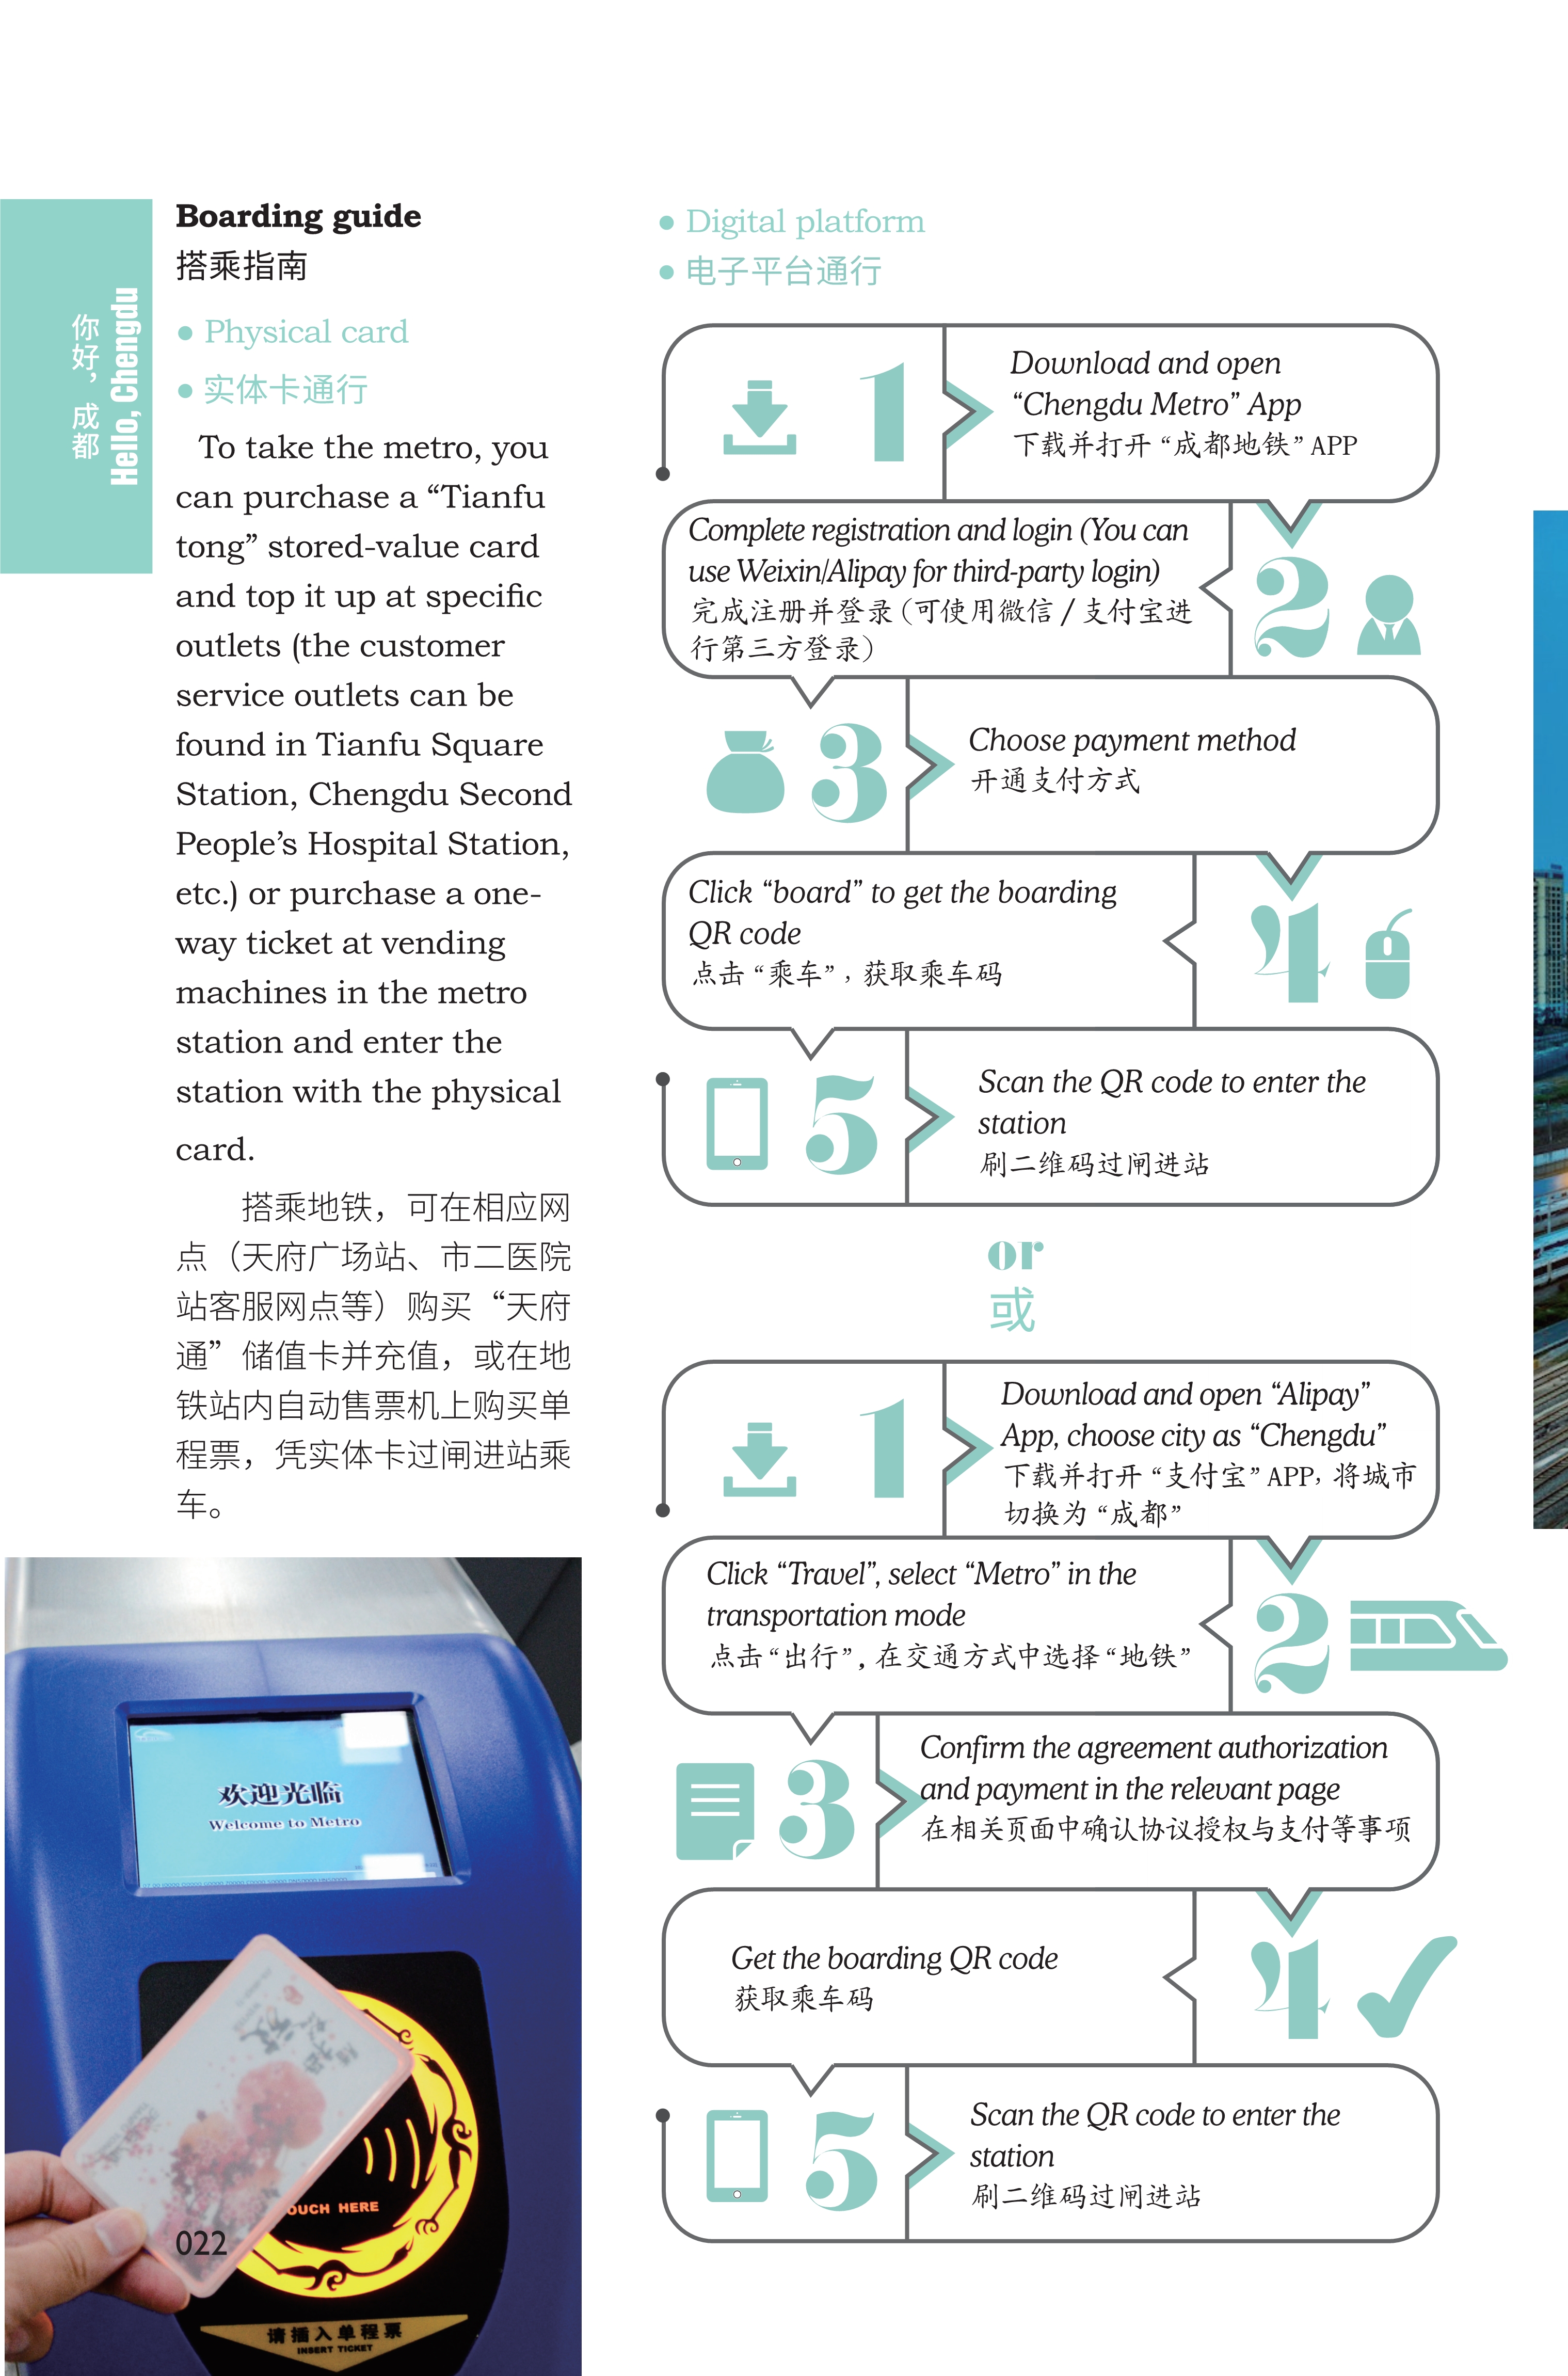 你好，成都
Hello, Chengdu
Boarding guide
搭乘指南
● Physical card
● 实体卡通行
To take the metro, you
can purchase a “Tianfu
tong” stored-value card
and top it up at specific
outlets (the customer
service outlets can be
found in Tianfu Square
Station, Chengdu Second
People’s Hospital Station,
etc.) or purchase a one-
way ticket at vending
machines in the metro
station and enter the
station with the physical
card.
搭乘地铁，可在相应网
点（天府广场站、市二医院
站客服网点等）购买“天府
通”储值卡并充值，或在地
铁站内自动售票机上购买单
程票，凭实体卡过闸进站乘
车。
欢迎光临
Welcome to Metro
OUCH HERE
022
请插入单程票
INSERT TICKET
● Digital platform
● 电子平台通行
1
Download and open
“Chengdu Metro” App
下载并打开“成都地铁”APP
Complete registration and login (You can
use Weixin/Alipay for third-party login)
完成注册并登录（可使用微信/支付宝进
行第三方登录）
2
3
Choose payment method
开通支付方式
Click “board” to get the boarding
QR code
点击“乘车”，获取乘车码
4
5
Scan the QR code to enter the
station
刷二维码过闸进站
or
或
1
Download and open “Alipay”
App, choose city as “Chengdu”
下载并打开“支付宝”APP，将城市
切换为“成都”
Click “Travel”, select “Metro” in the
transportation mode
点击“出行”，在交通方式中选择“地铁”
2
3
Confirm the agreement authorization
and payment in the relevant page
在相关页面中确认协议授权与支付等事项
Get the boarding QR code
获取乘车码
4
5
Scan the QR code to enter the
station
刷二维码过闸进站